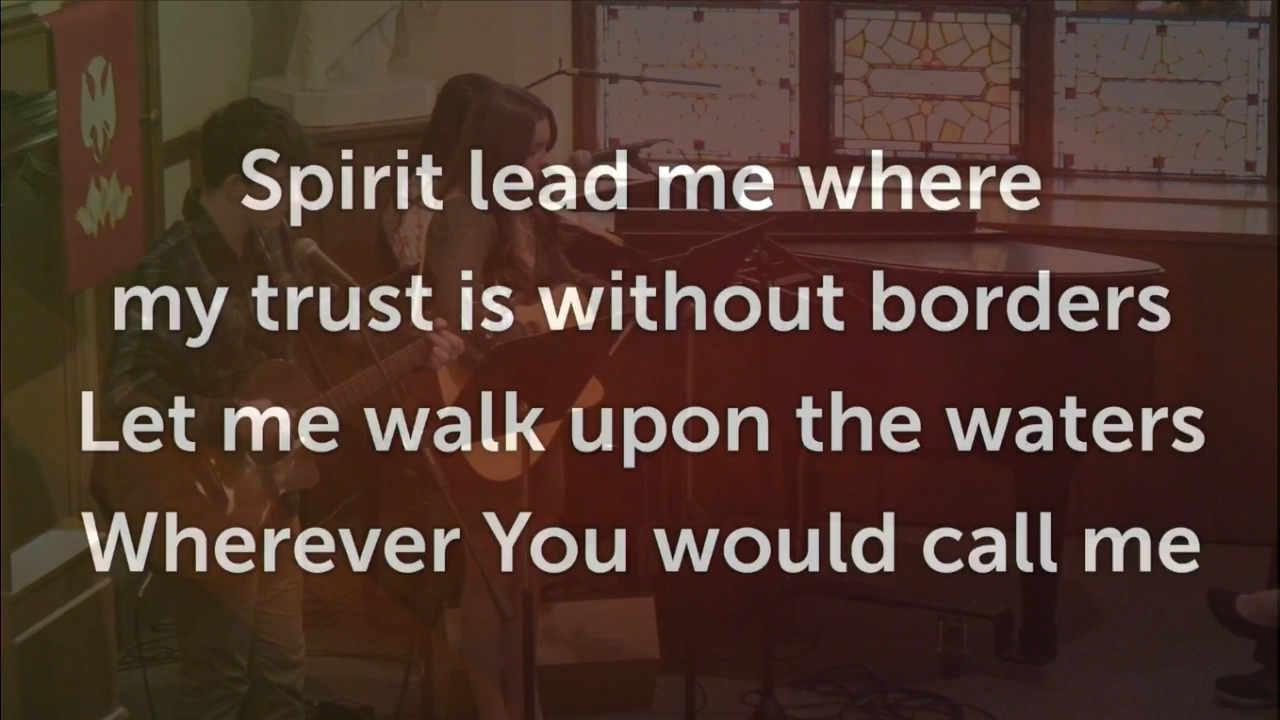 Spirit lead me where
my trust is without borders
Let me walk upon the waters
Wherever You would call me